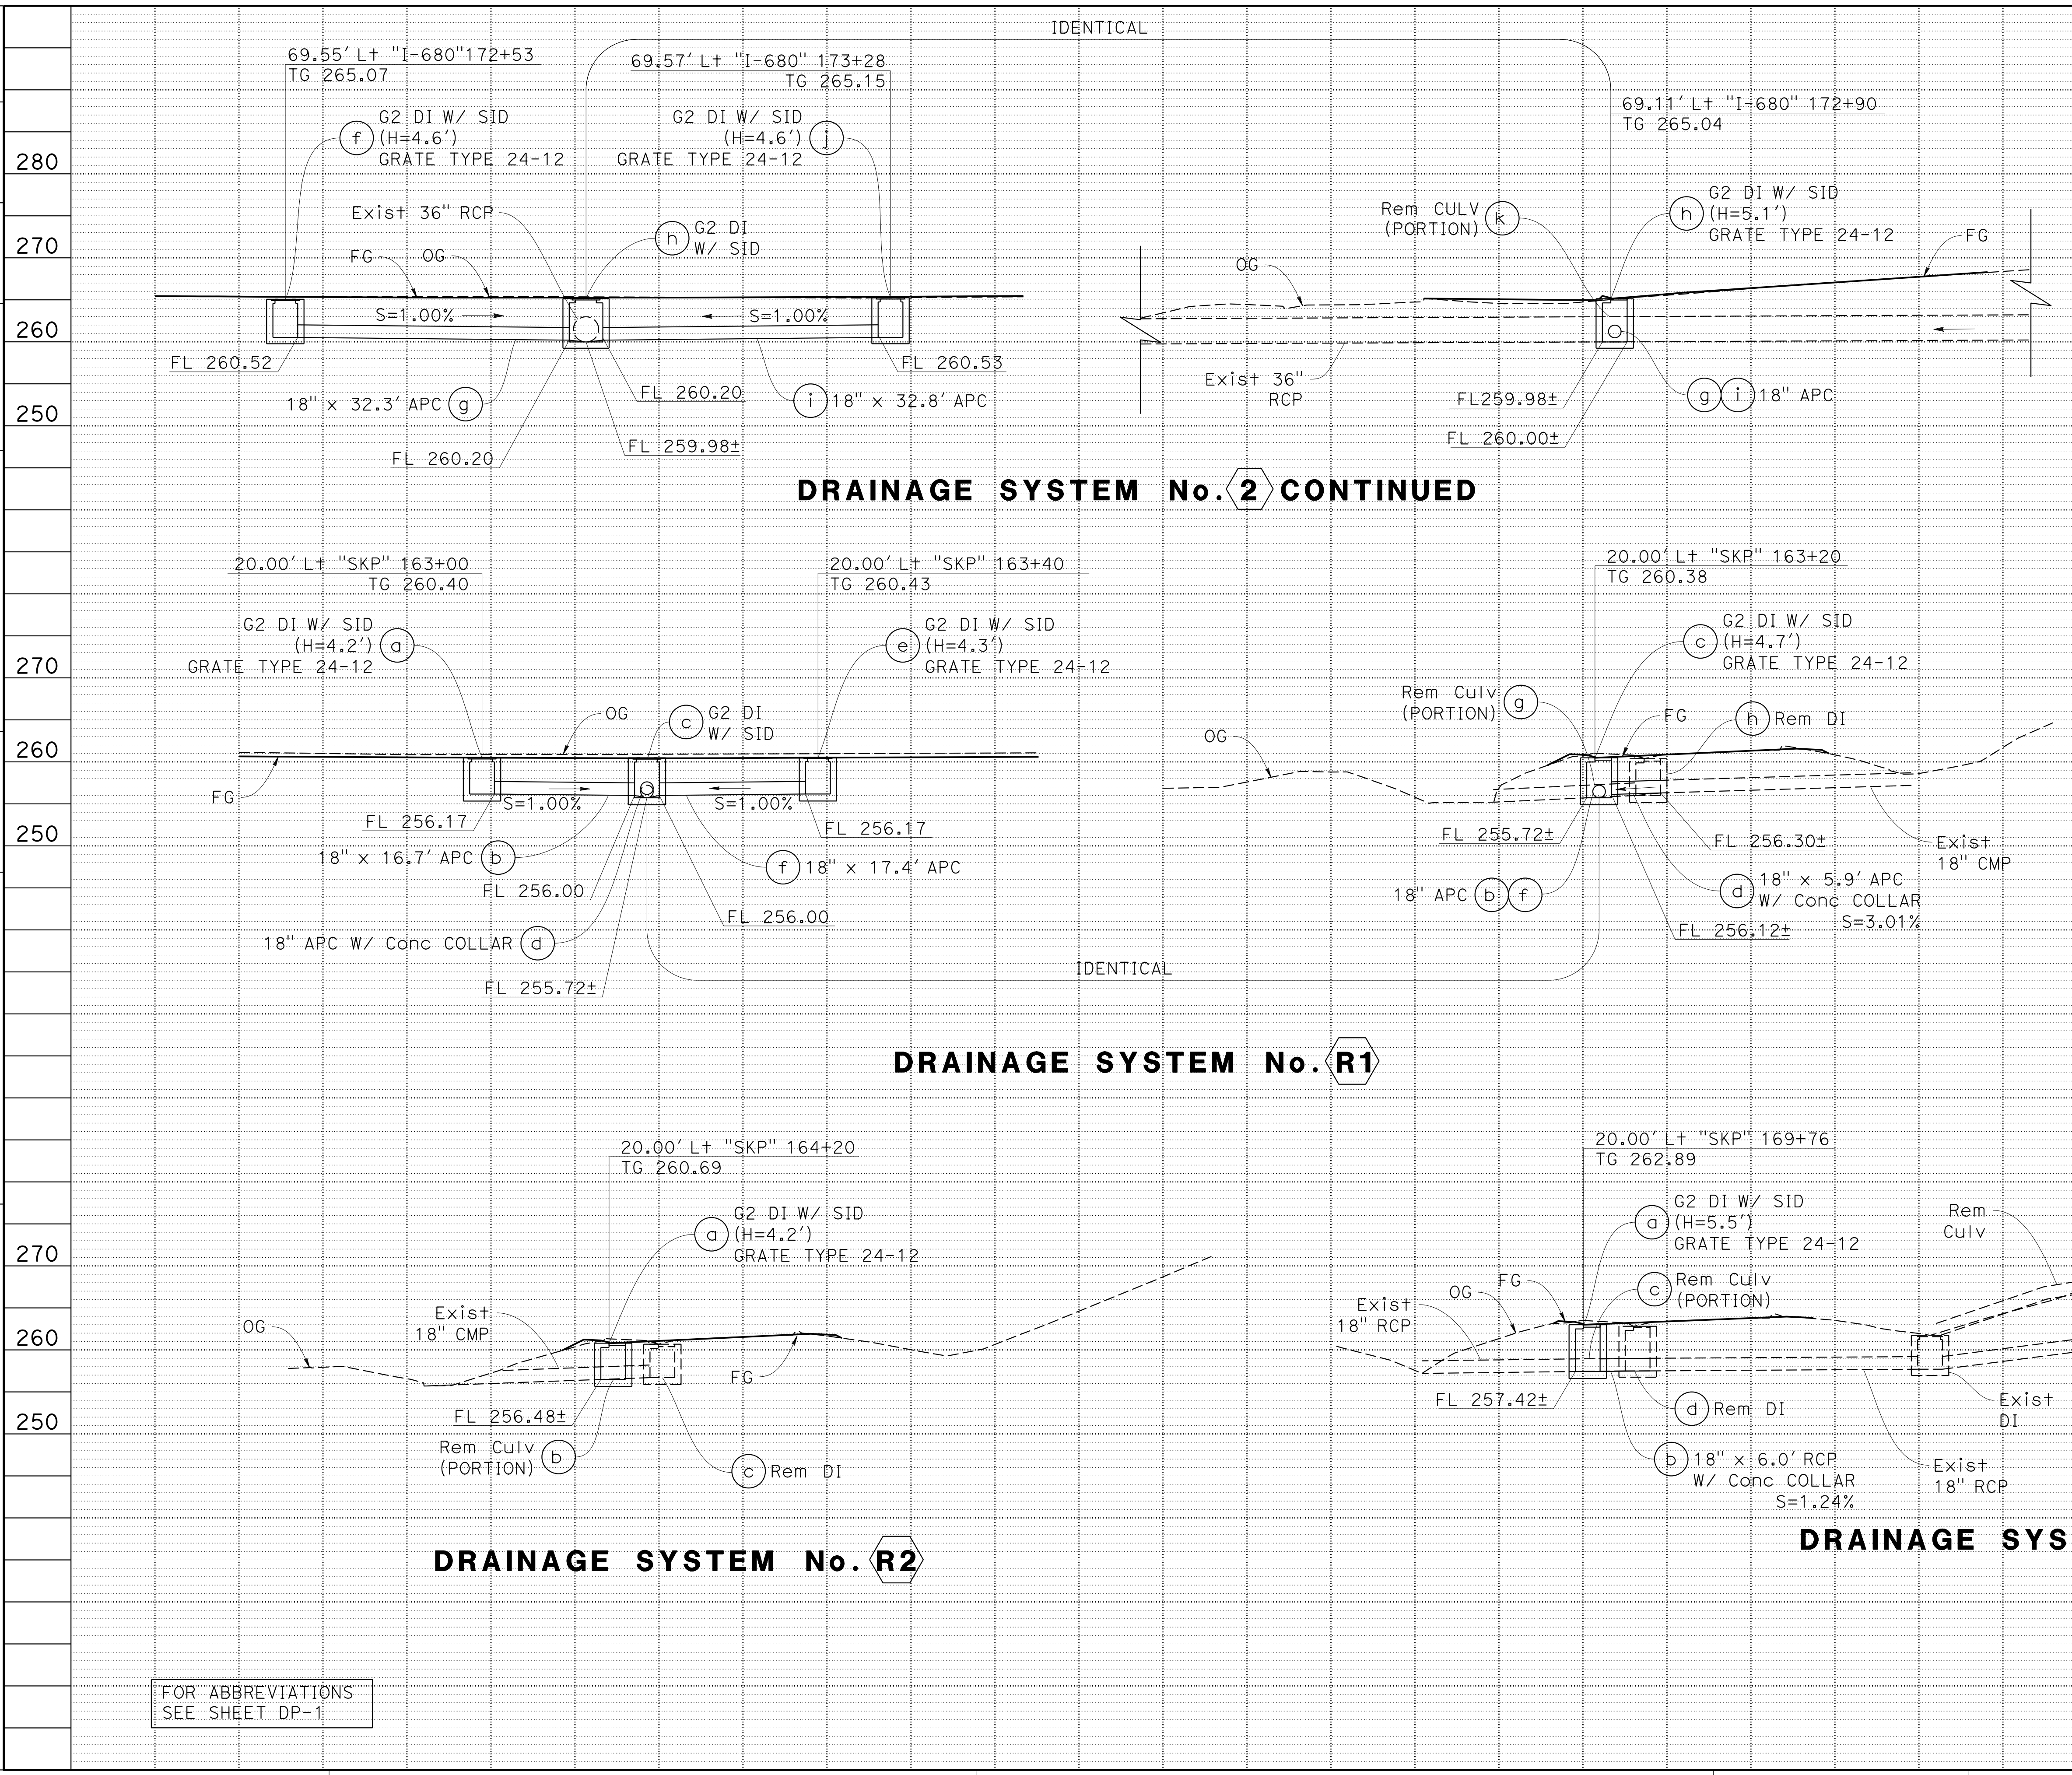 IDENTICAL
69.55' Lt "I-680"172+53
TG 265.07
69.57' Lt "I-680" 173+28
TG 265.15
69.11' Lt "I-680" 172+90
TG 265.04
f
G2 DI W/ SID
(H=4.6')
GRATE TYPE 24-12
G2 DI W/ SID
(H=4.6')
GRATE TYPE 24-12
j
280
Exist 36" RCP
h
G2 DI
W/ SID
Rem CULV
(PORTION)
k
h
G2 DI W/ SID
(H=5.1')
GRATE TYPE 24-12
270
FG
OG
OG
FG
S=1.00%
S=1.00%
260
FL 260.52
FL 260.53
18" x 32.3' APC
g
FL 260.20
i
18" x 32.8' APC
Exist 36"
RCP
FL259.98±
g
i
18" APC
250
FL 260.20
FL 259.98±
FL 260.00±
DRAINAGE SYSTEM No. 2 CONTINUED
20.00' Lt "SKP" 163+00
TG 260.40
20.00' Lt "SKP" 163+40
TG 260.43
20.00' Lt "SKP" 163+20
TG 260.38
G2 DI W/ SID
(H=4.2')
GRATE TYPE 24-12
a
e
G2 DI W/ SID
(H=4.3')
GRATE TYPE 24-12
c
G2 DI W/ SID
(H=4.7')
GRATE TYPE 24-12
270
OG
c
G2 DI
W/ SID
Rem Culv
(PORTION)
g
FG
h
Rem DI
OG
260
FG
S=1.00%
S=1.00%
FL 256.17
FL 256.17
FL 255.72±
FL 256.30±
Exist
18" CMP
250
18" x 16.7' APC
b
f
18" x 17.4' APC
FL 256.00
FL 256.00
18" APC
b
f
d
18" x 5.9' APC
W/ Conc COLLAR
S=3.01%
FL 256.12±
18" APC W/ Conc COLLAR
d
FL 255.72±
IDENTICAL
DRAINAGE SYSTEM No. R1
20.00' Lt "SKP" 164+20
TG 260.69
20.00' Lt "SKP" 169+76
TG 262.89
a
G2 DI W/ SID
(H=4.2')
GRATE TYPE 24-12
a
G2 DI W/ SID
(H=5.5')
GRATE TYPE 24-12
Rem
Culv
270
Exist
18" CMP
OG
FG
Exist
18" RCP
OG
FG
c
Rem Culv
(PORTION)
260
FL 256.48±
FL 257.42±
d
Rem DI
Exist
DI
250
Rem Culv
(PORTION)
b
c
Rem DI
b
18" x 6.0' RCP
W/ Conc COLLAR
S=1.24%
Exist
18" RCP
DRAINAGE SYSTEM No. R2
DRAINAGE SYS
FOR ABBREVIATIONS
SEE SHEET DP-1